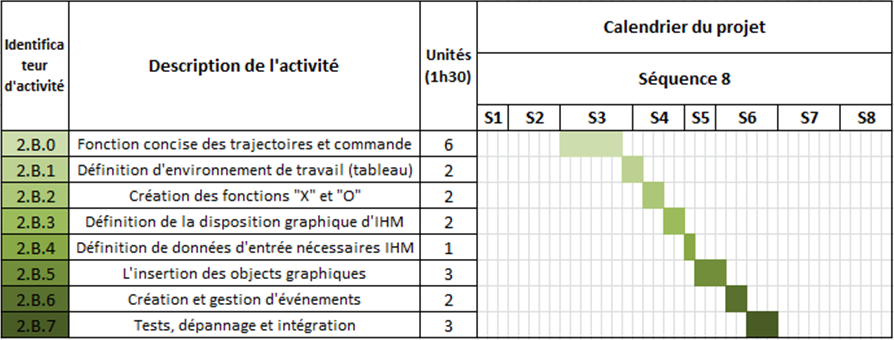 Identifica
teur
d'activité
Description de l'activité
Unités
(1h30)
Calendrier du projet
Séquence 8
S1 S2 S3 S4 S5 S6 S7 S8
2.B.0 Fonction concise des trajectoires et commande 6
2.B.1 Définition d'environnement de travail (tableau) 2
2.B.2 Création des fonctions "X" et "O" 2
2.B.3 Définition de la disposition graphique d'IHM 2
2.B.4 Définition de données d'entrée nécessaires IHM 1
2.B.5 L'insertion des objects graphiques 3
2.B.6 Création et gestion d'événements 2
2.B.7 Tests, dépannage et intégration 3